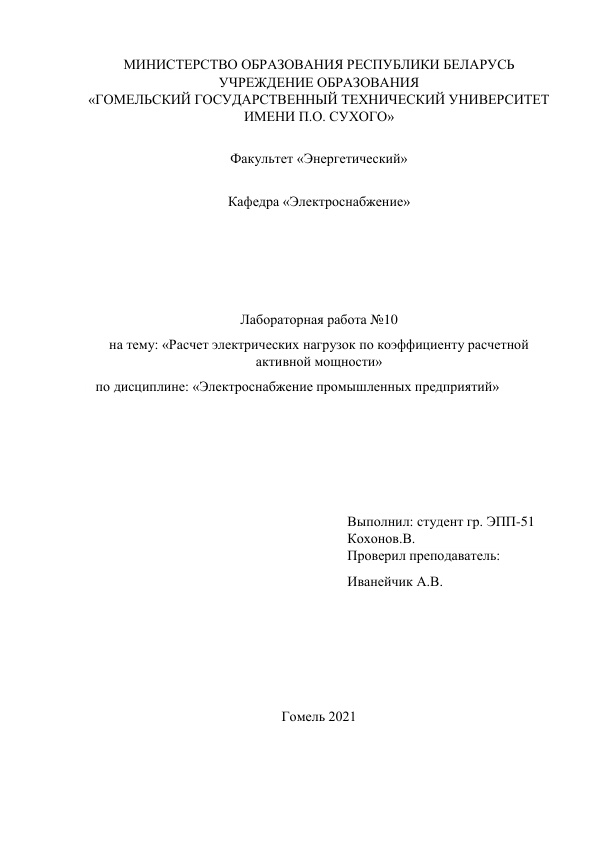 МИНИСТЕРСТВО ОБРАЗОВАНИЯ РЕСПУБЛИКИ БЕЛАРУСЬ
УЧРЕЖДЕНИЕ ОБРАЗОВАНИЯ
«ГОМЕЛЬСКИЙ ГОСУДАРСТВЕННЫЙ ТЕХНИЧЕСКИЙ УНИВЕРСИТЕТ
ИМЕНИ П.О. СУХОГО»
Факультет «Энергетический»
Кафедра «Электроснабжение»
Лабораторная работа №10
на тему: «Расчет электрических нагрузок по коэффициенту расчетной
активной мощности»
по дисциплине: «Электроснабжение промышленных предприятий»
Выполнил: студент гр. ЭПП-51
Кохонов.В.
Проверил преподаватель:
Иванейчик А.В.
Гомель 2021